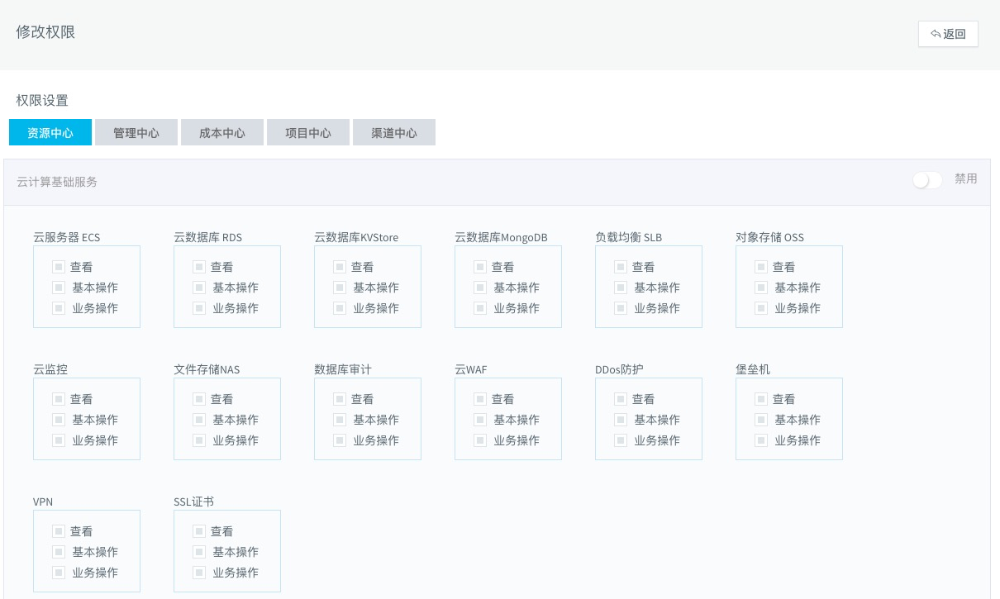 修改权限
返回
权限设置
资源中心 管理中心 成本中心 项目中心 渠道中心
云计算基础服务 禁用
云服务器 ECS 云数据库 RDS 云数据库KVStore 云数据库MongoDB 负载均衡 SLB 对象存储 OSS
查看 查看 查看 查看 查看 查看
基本操作 基本操作 基本操作 基本操作 基本操作 基本操作
业务操作 业务操作 业务操作 业务操作 业务操作 业务操作
云监控 文件存储NAS 数据库审计 云WAF DDos防护 堡垒机
查看 查看 查看 查看 查看 查看
基本操作 基本操作 基本操作 基本操作 基本操作 基本操作
业务操作 业务操作 业务操作 业务操作 业务操作 业务操作
VPN SSL证书
查看 查看
基本操作 基本操作
业务操作 业务操作